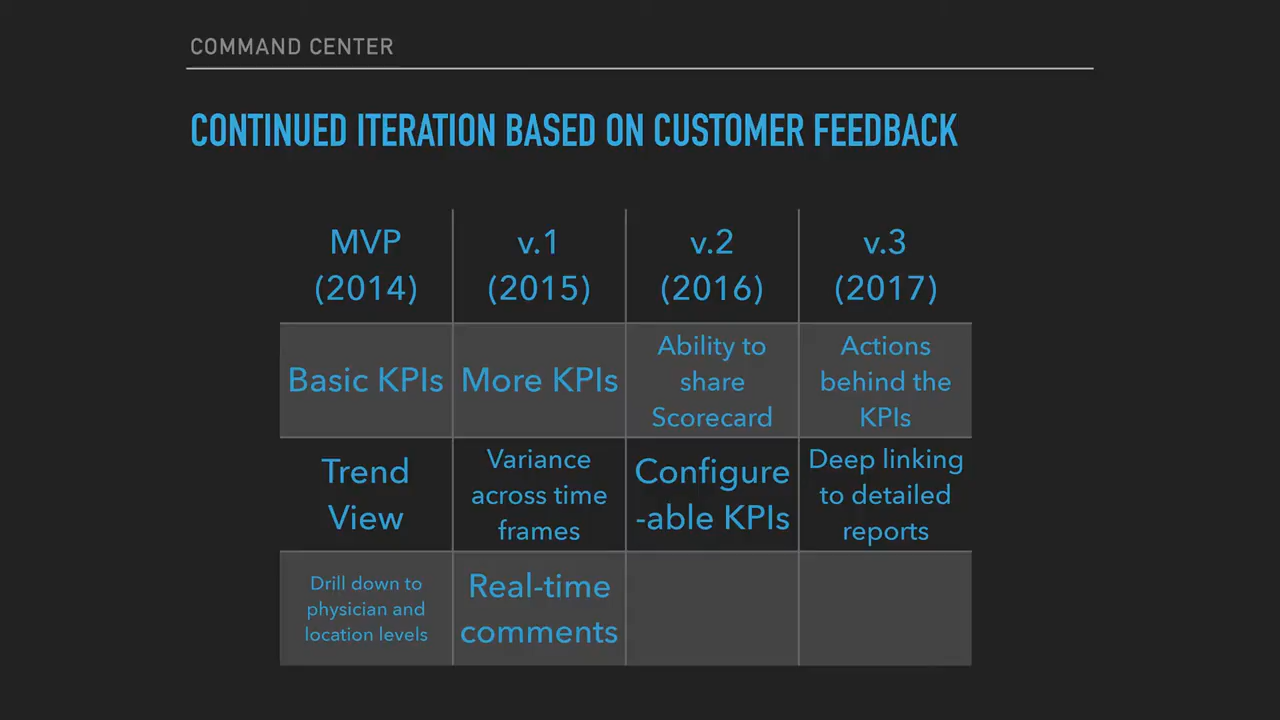 COMMAND CENTER
CONTINUED ITERATION BASED ON CUSTOMER FEEDBACK
MVP
(2014)
v.1
(2015)
v.2
(2016)
v.3
(2017)
Basic KPIs
More KPIs
Ability to
share
Scorecard
Actions
behind the
KPIs
Trend
View
Variance
across time
frames
Configure
-able KPIs
Deep linking
to detailed
reports
Drill down to
physician and
location levels
Real-time
comments